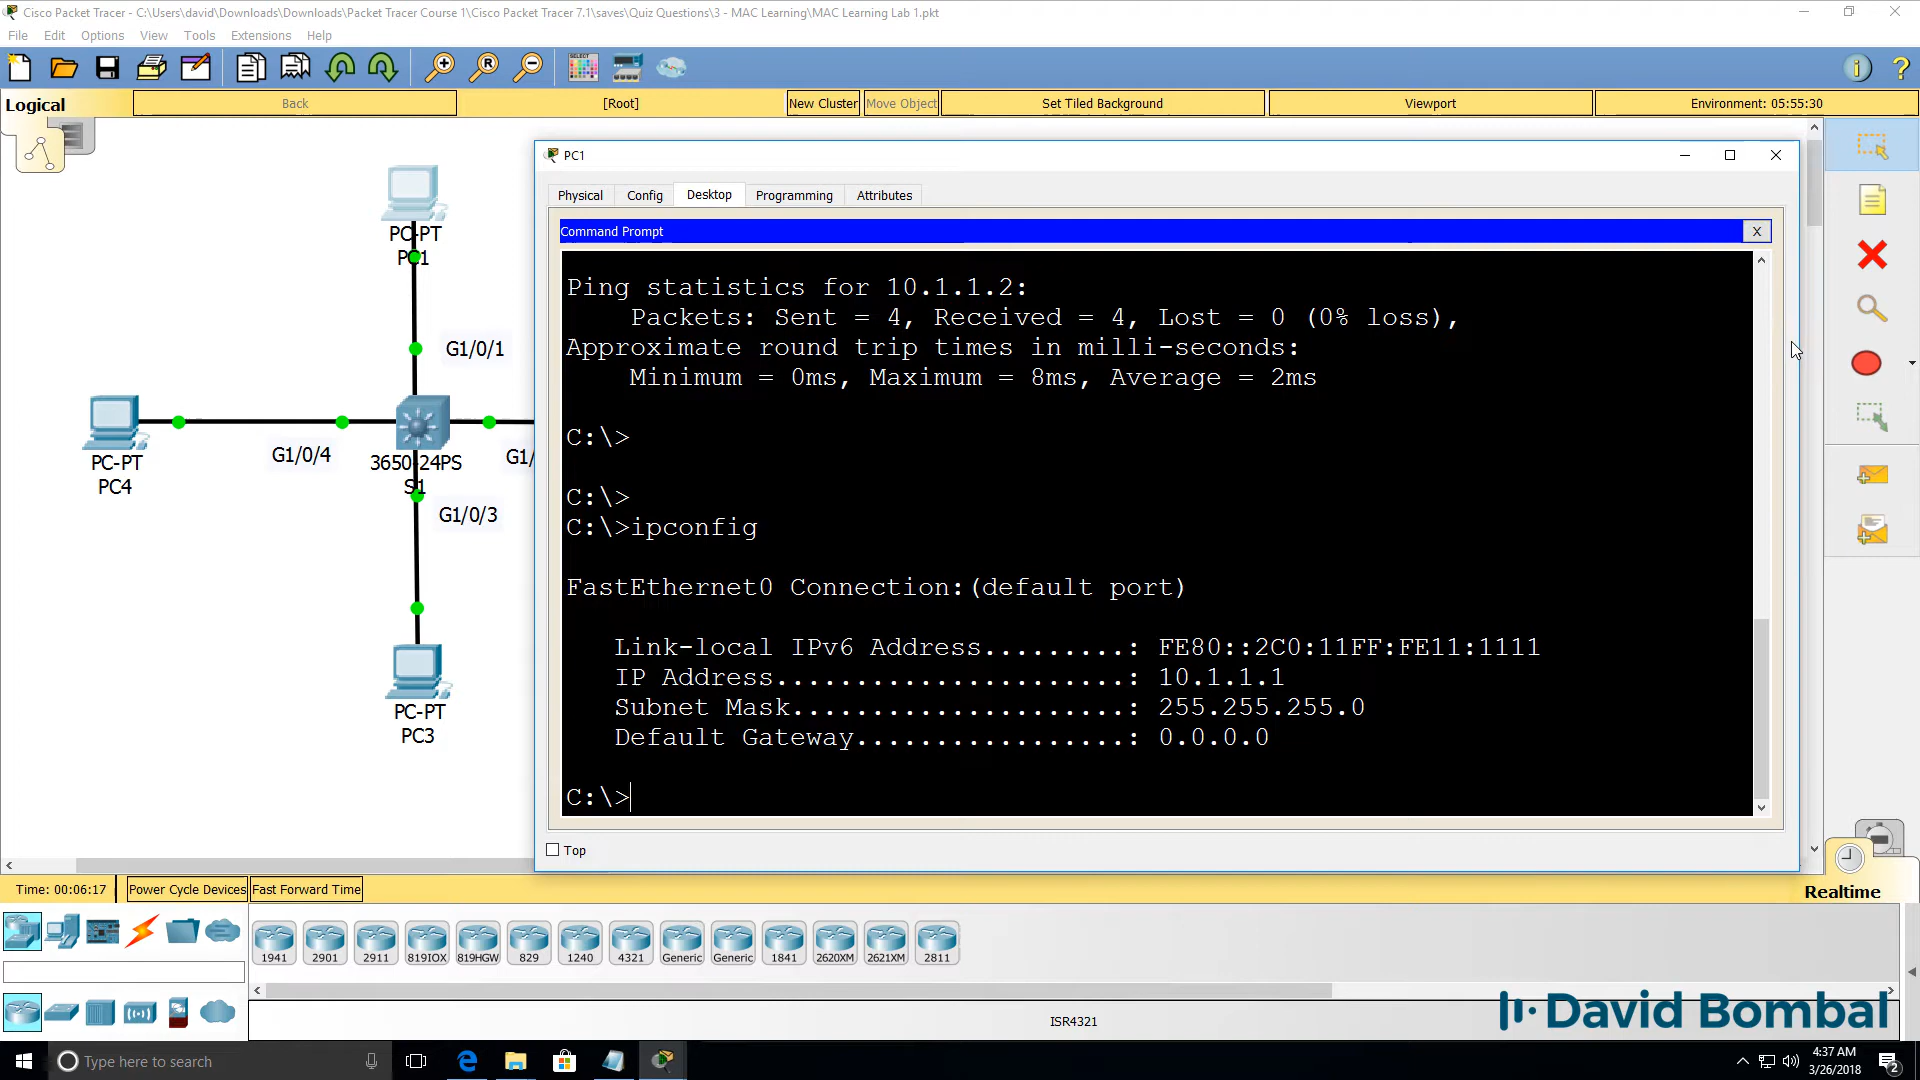 Cisco Packet Tracer - C:\Users\david\Downloads\Downloads\Packet Tracer Course 1\Cisco Packet Tracer 7.1\saves\Quiz Questions\3 - MAC Learning\MAC Learning Lab 1.pkt
File Edit Options View Tools Extensions Help
SELECT
Logical Back [Root] New Cluster Move Object Set Tiled Background Viewport Environment: 05:55:30
PC-PT
PC1
G1/0/1
PC-PT
PC4
G1/0/4
3650-24PS
S1
G1/
G1/0/3
PC-PT
PC3
PC1
Physical Config Desktop Programming Attributes
Command Prompt X
Ping statistics for 10.1.1.2:
Packets: Sent = 4, Received = 4, Lost = 0 (0% loss),
Approximate round trip times in milli-seconds:
Minimum = 0ms, Maximum = 8ms, Average = 2ms
C:\>
C:\>
C:\>ipconfig
FastEthernet0 Connection:(default port)
Link-local IPv6 Address.........: FE80::2C0:11FF:FE11:1111
IP Address......................: 10.1.1.1
Subnet Mask.....................: 255.255.255.0
Default Gateway.................: 0.0.0.0
C:\>
Top
Time: 00:06:17 Power Cycle Devices Fast Forward Time Realtime
1941 2901 2911 819IOX 819HGW 829 1240 4321 Generic Generic 1841 2620XM 2621XM 2811
ISR4321
David Bombal
Type here to search
4:37 AM
3/26/2018
2